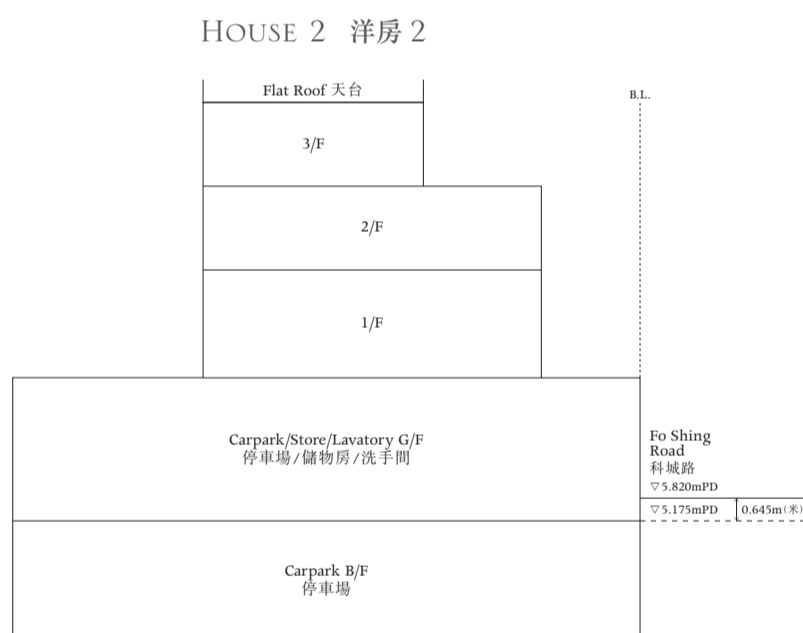 HOUSE 2 洋房 2
Flat Roof 天台
B.L.
3/F
2/F
1/F
Carpark/Store/Lavatory G/F
停車場/儲物房/洗手間
Fo Shing
Road
科城路
▽5.820mPD
▽5.175mPD
0.645m(米)
Carpark B/F
停車場